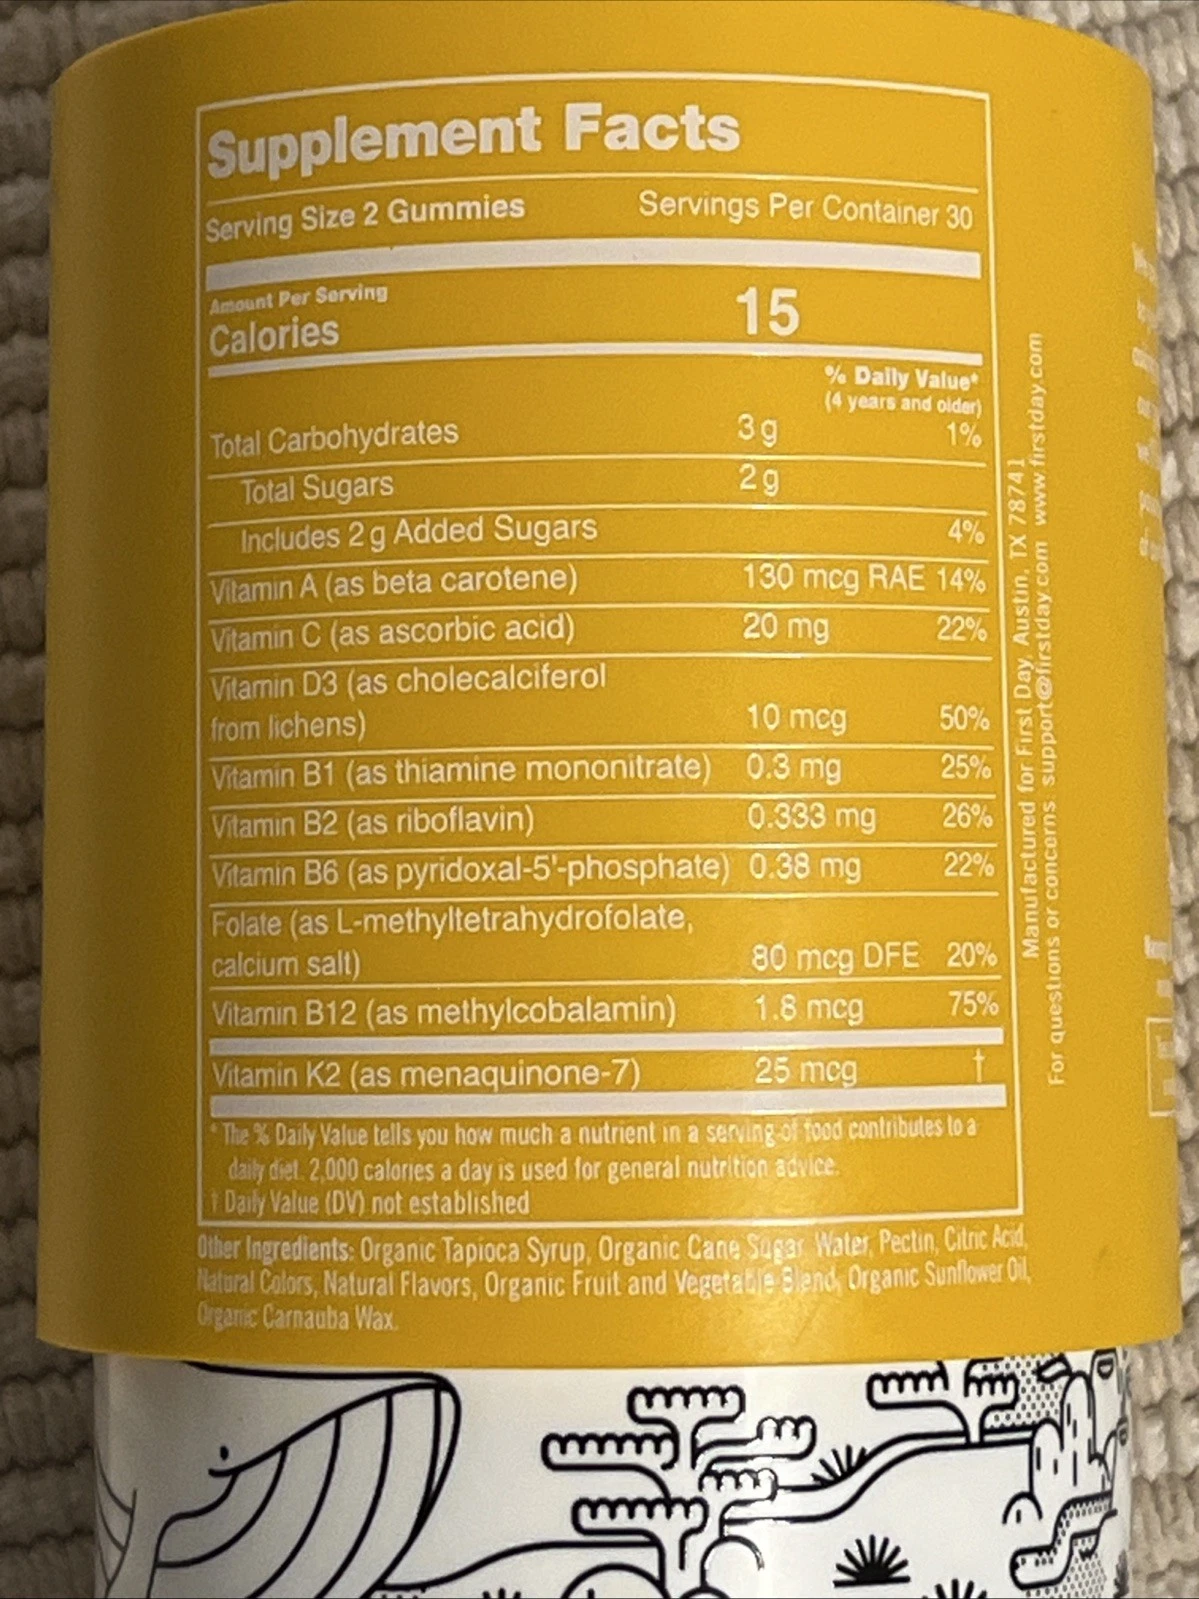 Supplement Facts
Serving Size 2 Gummies Servings Per Container 30
Amount Per Serving
Calories 15
% Daily Value*
(4 years and older)
Total Carbohydrates 3 g 1%
Total Sugars 2 g
Includes 2 g Added Sugars 4%
Vitamin A (as beta carotene) 130 mcg RAE 14%
Vitamin C (as ascorbic acid) 20 mg 22%
Vitamin D3 (as cholecalciferol
from lichens) 10 mcg 50%
Vitamin B1 (as thiamine mononitrate) 0.3 mg 25%
Vitamin B2 (as riboflavin) 0.333 mg 26%
Vitamin B6 (as pyridoxal-5'-phosphate) 0.38 mg 22%
Folate (as L-methyltetrahydrofolate,
calcium salt) 80 mcg DFE 20%
Vitamin B12 (as methylcobalamin) 1.8 mcg 75%
Vitamin K2 (as menaquinone-7) 25 mcg †
* The % Daily Value tells you how much a nutrient in a serving of food contributes to a
daily diet. 2,000 calories a day is used for general nutrition advice.
† Daily Value (DV) not established
Other Ingredients: Organic Tapioca Syrup, Organic Cane Sugar, Water, Pectin, Citric Acid,
Natural Colors, Natural Flavors, Organic Fruit and Vegetable Blend, Organic Sunflower Oil,
Organic Carnauba Wax.
Manufactured for First Day, Austin, TX 78741
For questions or concerns: support@firstday.com www.firstday.com